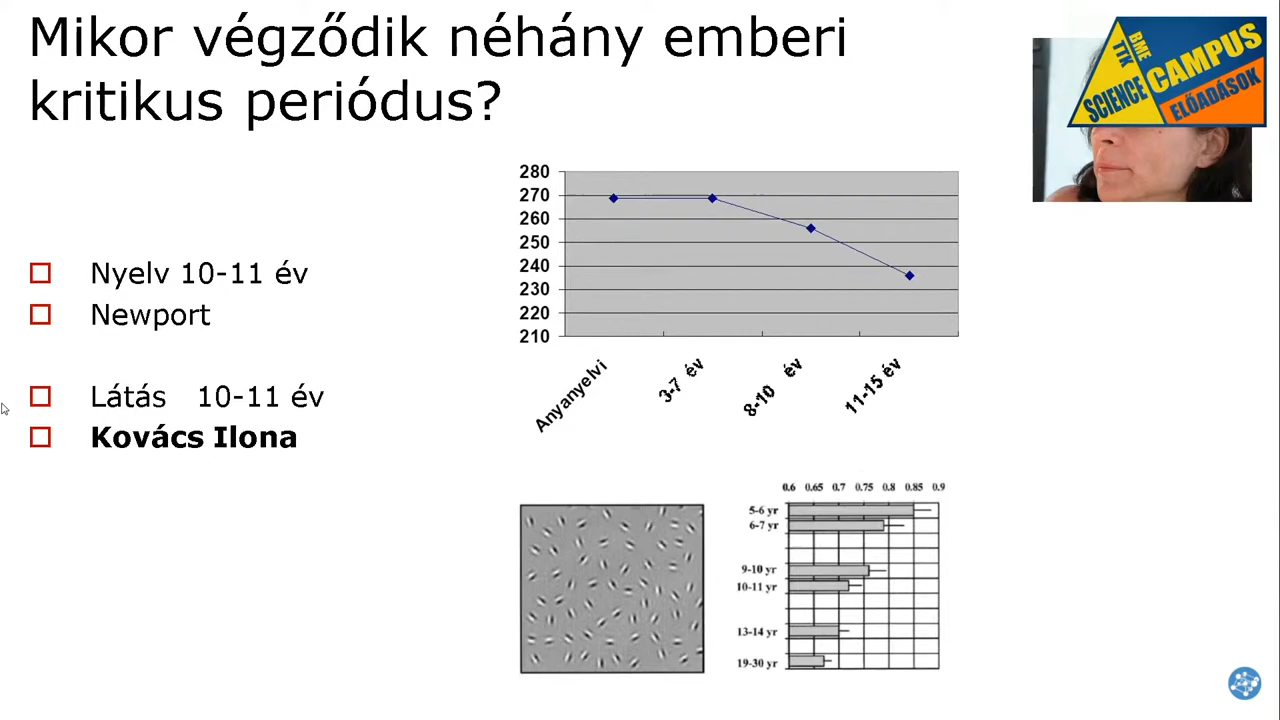 Mikor végződik néhány emberi
kritikus periódus?
TTK
BME
SCIENCE
CAMPUS
ELŐADÁSOK
Nyelv 10-11 év
Newport
Látás 10-11 év
Kovács Ilona
280
270
260
250
240
230
220
210
Anyanyelvi
3-7 év
8-10 év
11-15 év
0.6 0.65 0.7 0.75 0.8 0.85 0.9
5-6 yr
6-7 yr
9-10 yr
10-11 yr
13-14 yr
19-30 yr